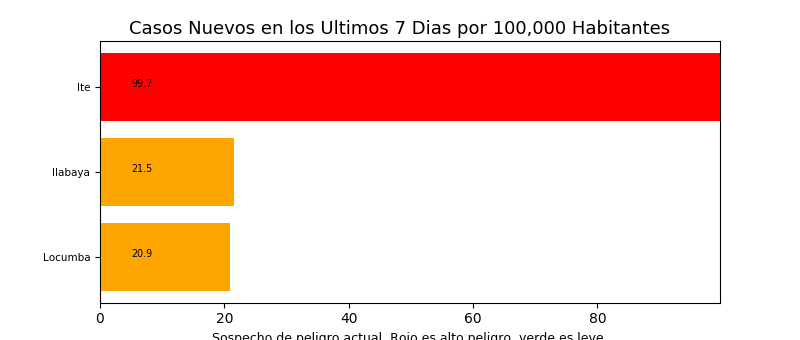 Casos Nuevos en los Ultimos 7 Dias por 100,000 Habitantes
Ite
99.7
Ilabaya
21.5
Locumba
20.9
0 20 40 60 80
Sospecho de peligro actual. Rojo es alto peligro, verde es leve